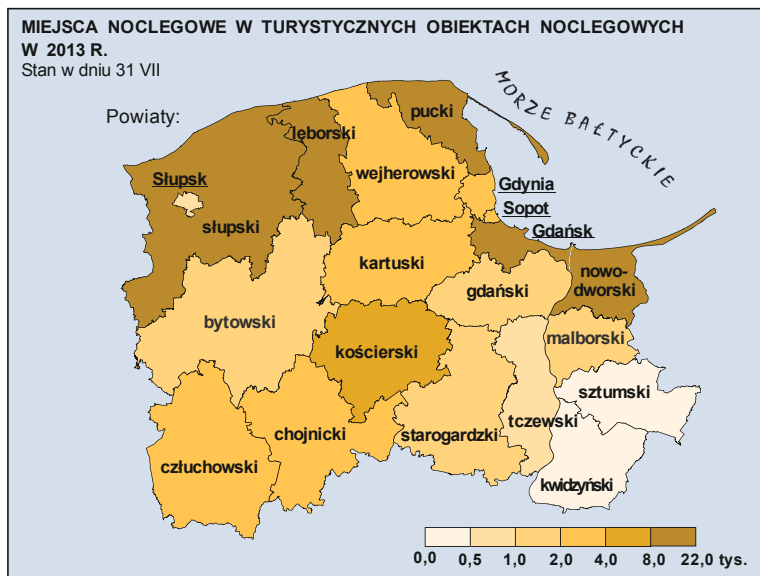 MIEJSCA NOCLEGOWE W TURYSTYCZNYCH OBIEKTACH NOCLEGOWYCH
W 2013 R.
Stan w dniu 31 VII
Powiaty:
MORZE BAŁTYCKIE
pucki
lęborski
wejherowski
Słupsk
Gdynia
Sopot
słupski
Gdańsk
kartuski
gdański
nowo-
dworski
bytowski
malborski
kościerski
sztumski
chojnicki
starogardzki
tczewski
człuchowski
kwidzyński
0,0 0,5 1,0 2,0 4,0 8,0 22,0 tys.